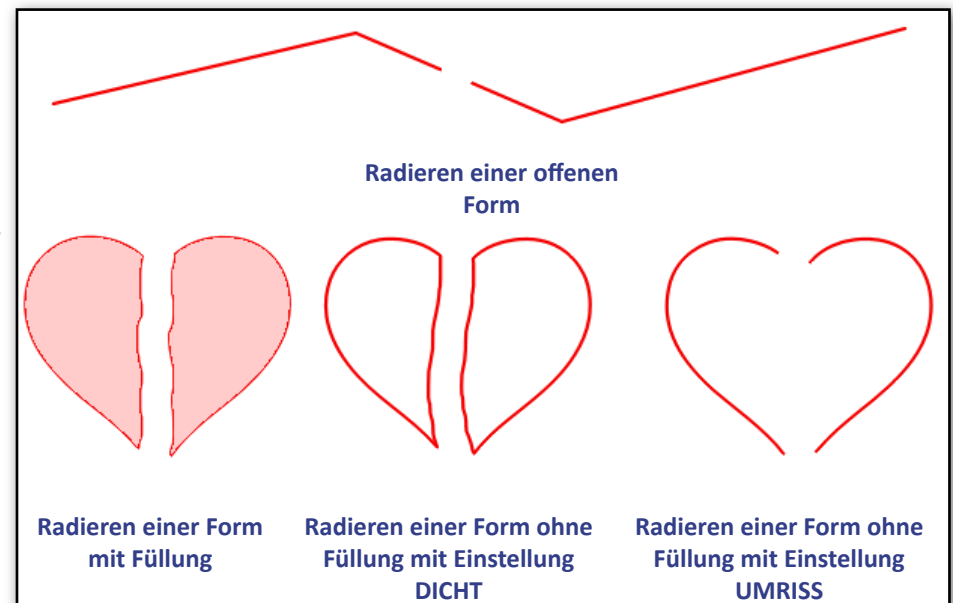 Radieren einer offenen
Form
Radieren einer Form
mit Füllung
Radieren einer Form ohne
Füllung mit Einstellung
DICHT
Radieren einer Form ohne
Füllung mit Einstellung
UMRISS